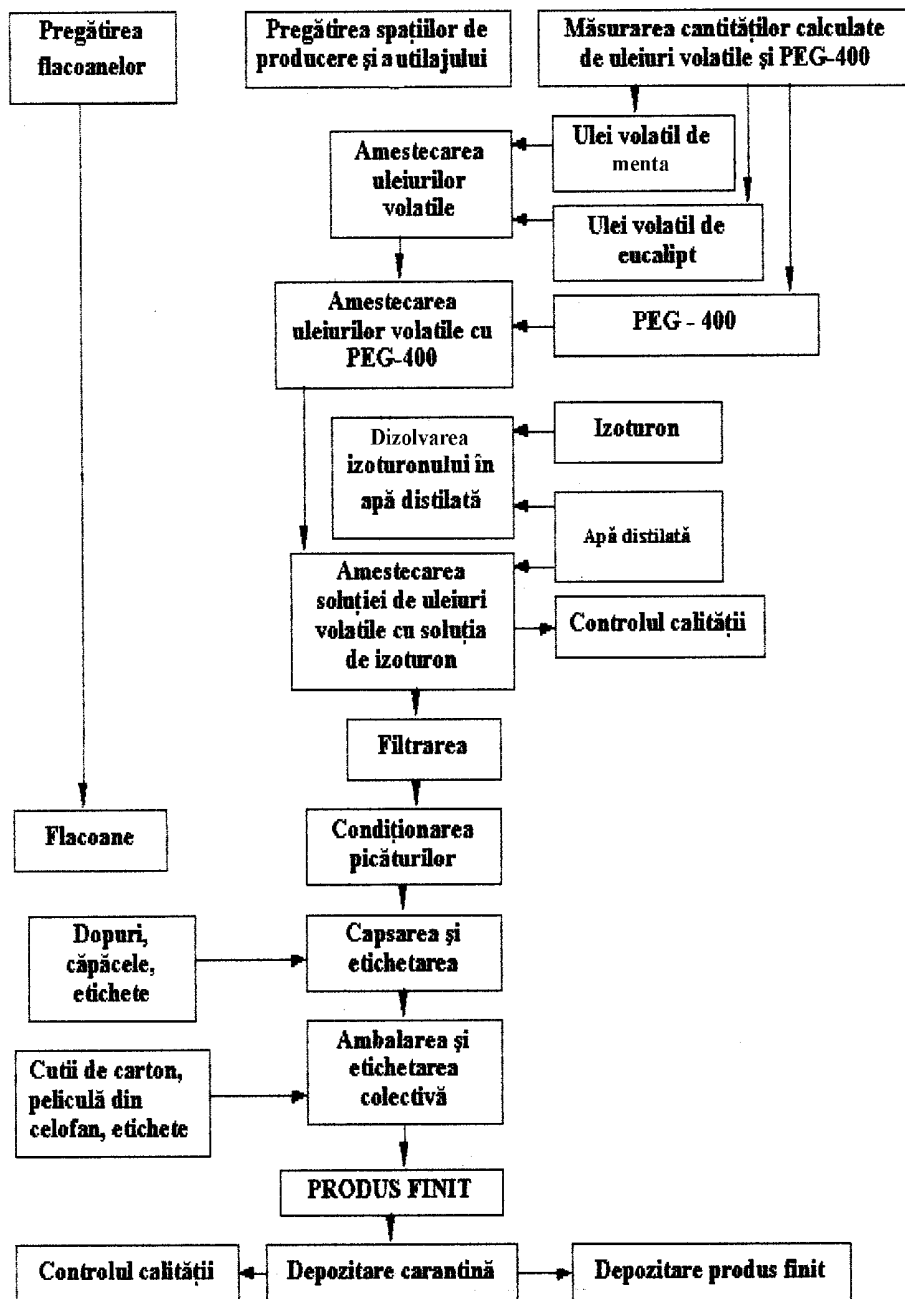 Pregătirea
flacoanelor
Pregătirea spațiilor de
producere și a utilajului
Măsurarea cantităților calculate
de uleiuri volatile și PEG-400
Ulei volatil de
menta
Amestecarea
uleiurilor
volatile
Ulei volatil de
eucalipt
Amestecarea
uleiurilor volatile cu
PEG-400
PEG - 400
Izoturon
Dizolvarea
izoturonului în
apă distilată
Apă distilată
Amestecarea
soluției de uleiuri
volatile cu soluția
de izoturon
Controlul calității
Filtrarea
Flacoane
Condiționarea
picăturilor
Dopuri,
căpăcele,
etichete
Capsarea și
etichetarea
Cutii de carton,
peliculă din
celofan, etichete
Ambalarea și
etichetarea
colectivă
PRODUS FINIT
Controlul calității
Depozitare carantină
Depozitare produs finit